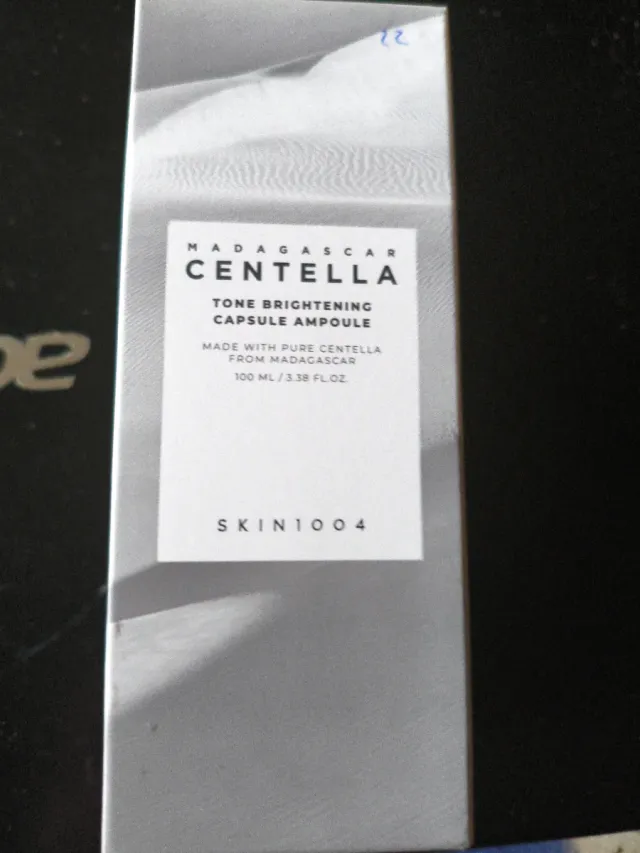 22
MADAGASCAR
CENTELLA
TONE BRIGHTENING
CAPSULE AMPOULE
MADE WITH PURE CENTELLA
FROM MADAGASCAR
100 ML / 3.38 FL.OZ.
SKIN1004